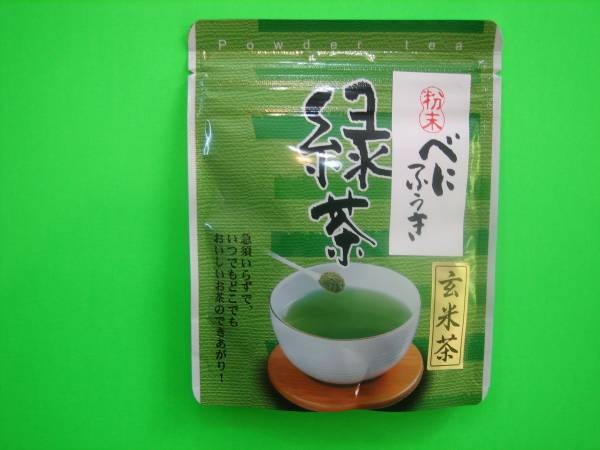 Powder tea
粉末
べに
ふうき
緑茶
玄米茶
急須いらずで、
いつでもどこでも
おいしいお茶のできあがり！